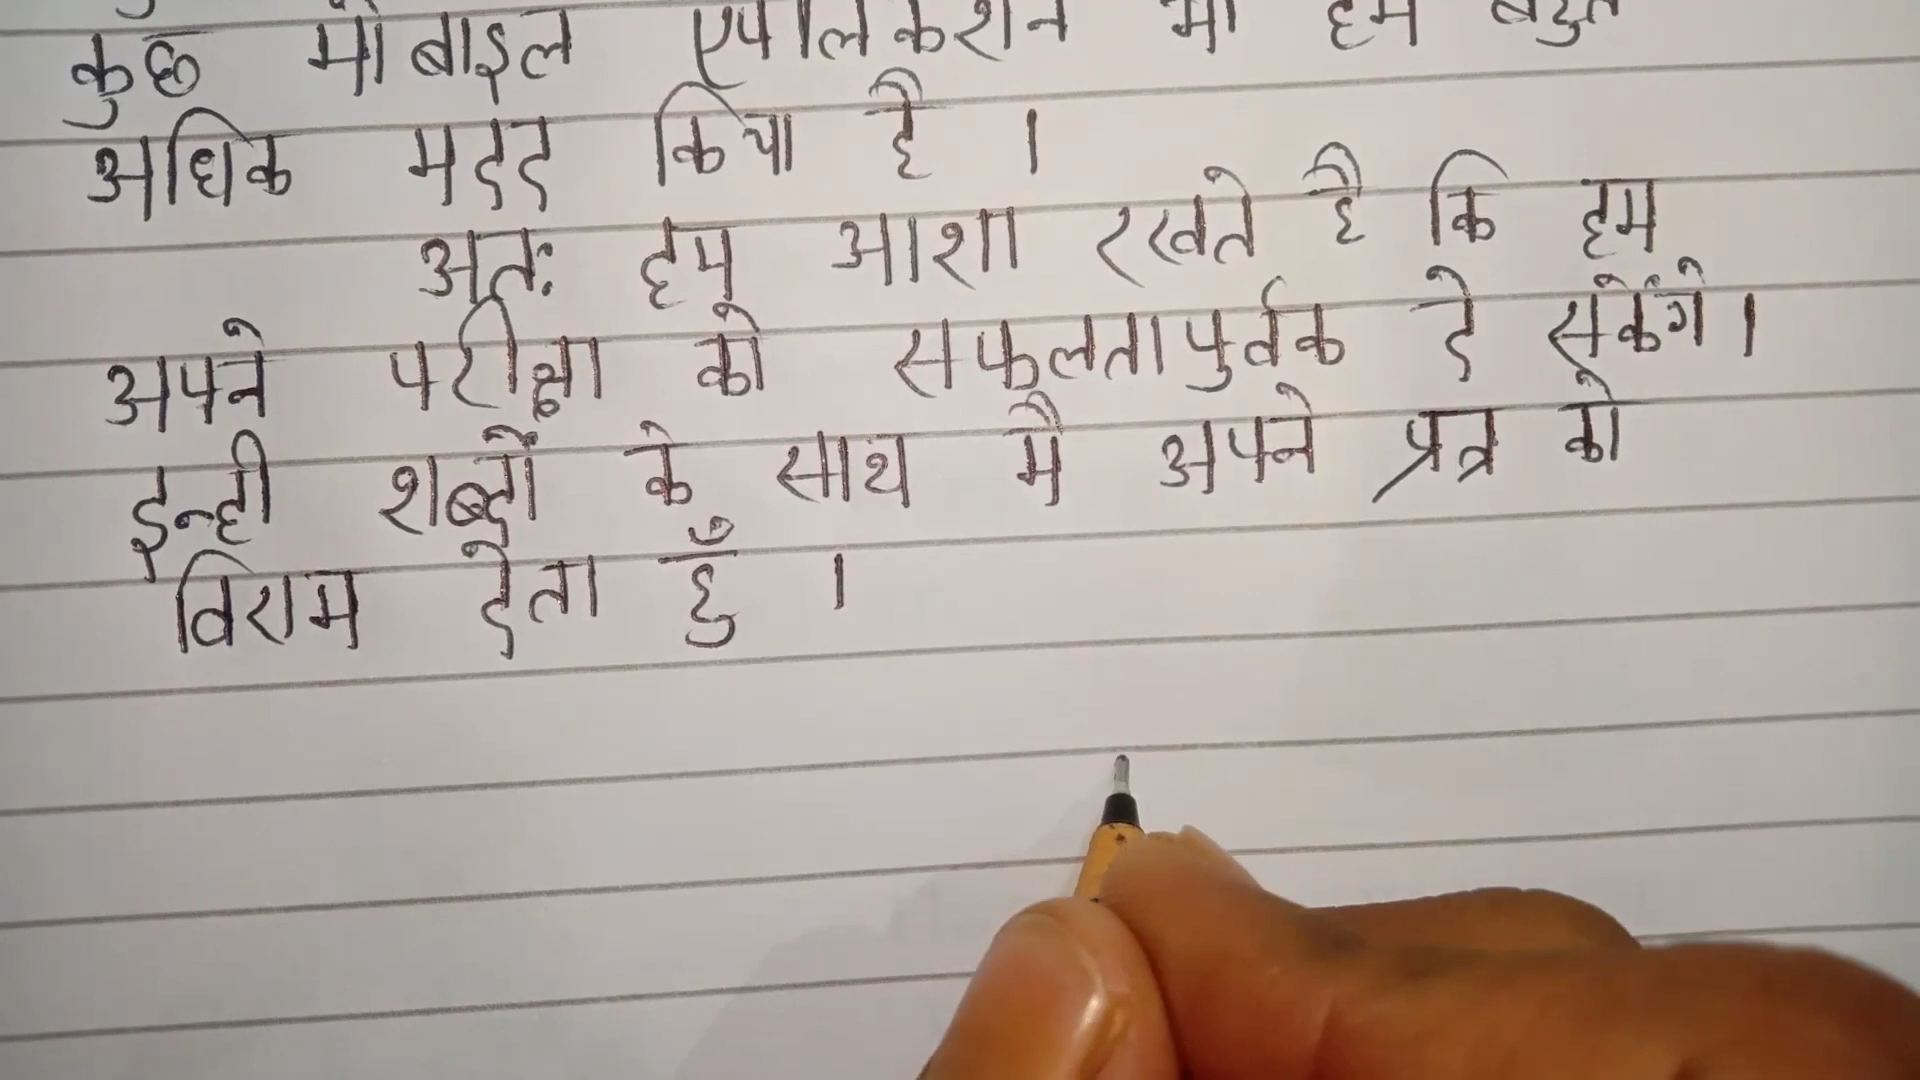 कुछ मोबाइल एपलिकेशन भी हमे बहुत
अधिक मदद किया है ।
अतः हम आशा रखते है कि हम
अपने परीक्षा को सफलतापुर्वक दे सकेंगे।
इन्ही शब्दों के साथ मै अपने प्रत्र को
विराम देता हुँ ।